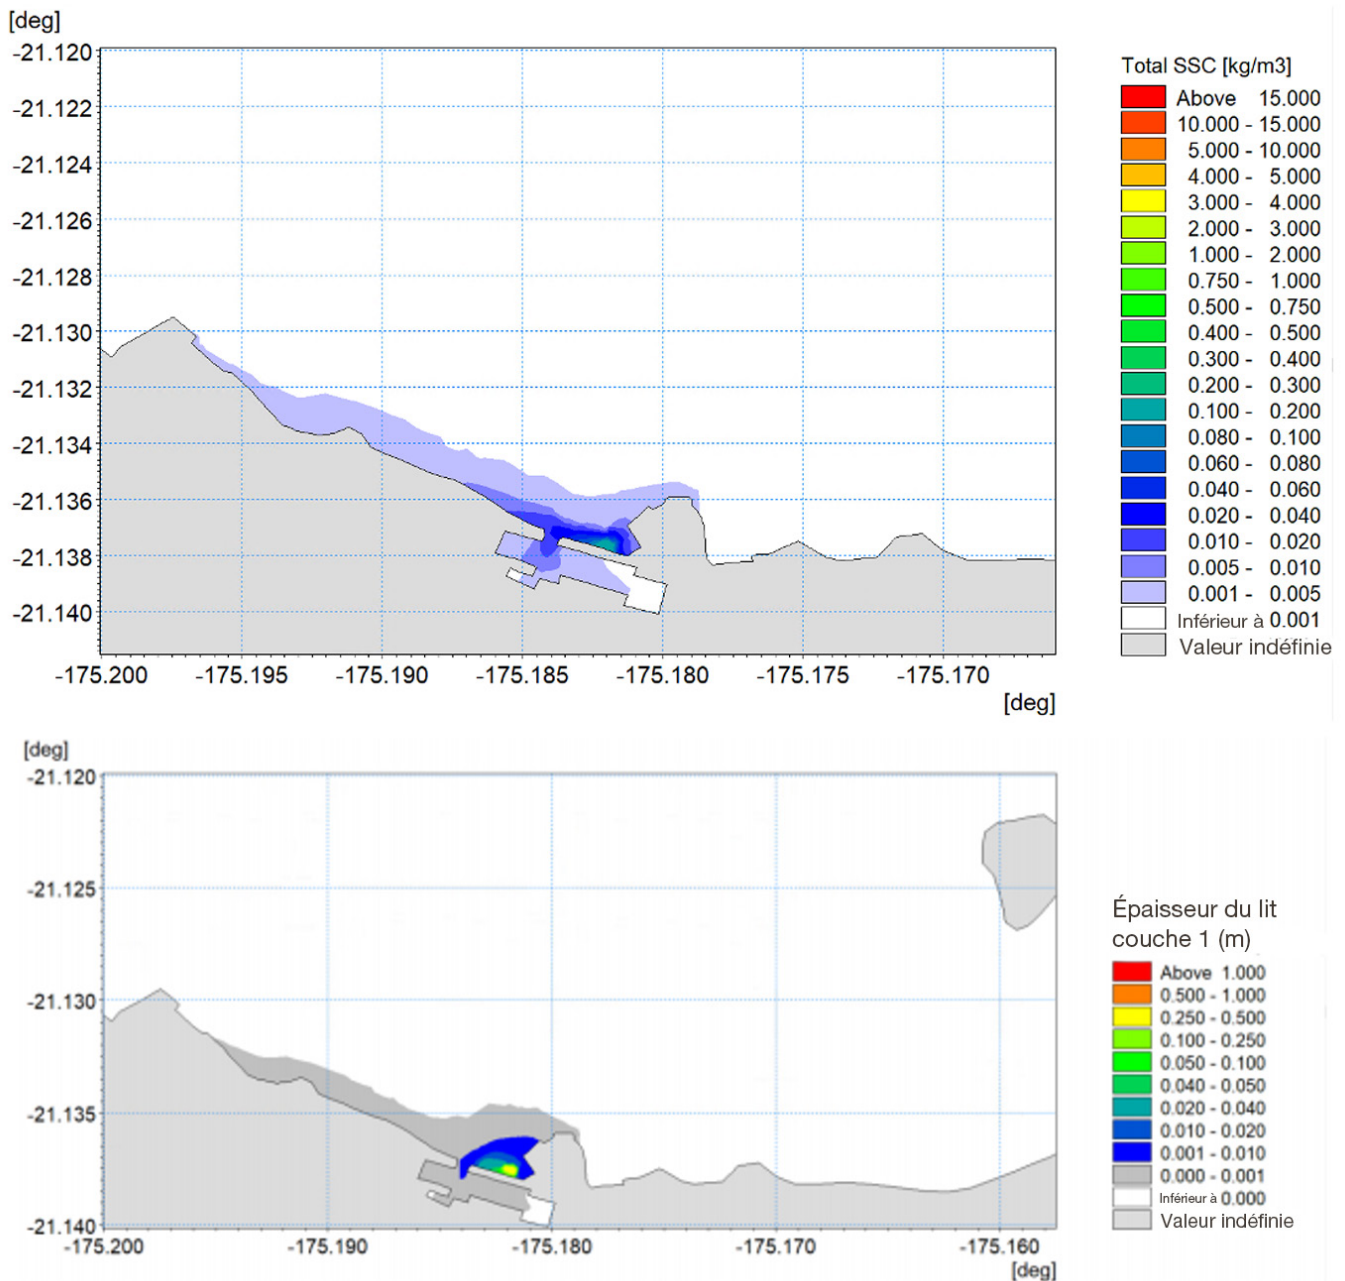 [deg]
-21.120
-21.122
-21.124
-21.126
-21.128
-21.130
-21.132
-21.134
-21.136
-21.138
-21.140
-175.200 -175.195 -175.190 -175.185 -175.180 -175.175 -175.170
[deg]
Total SSC [kg/m3]
Above 15.000
10.000 - 15.000
5.000 - 10.000
4.000 - 5.000
3.000 - 4.000
2.000 - 3.000
1.000 - 2.000
0.750 - 1.000
0.500 - 0.750
0.400 - 0.500
0.300 - 0.400
0.200 - 0.300
0.100 - 0.200
0.080 - 0.100
0.060 - 0.080
0.040 - 0.060
0.020 - 0.040
0.010 - 0.020
0.005 - 0.010
0.001 - 0.005
Inférieur à 0.001
Valeur indéfinie
[deg]
-21.120
-21.125
-21.130
-21.135
-21.140
-175.200 -175.190 -175.180 -175.170 -175.160
[deg]
Épaisseur du lit
couche 1 (m)
Above 1.000
0.500 - 1.000
0.250 - 0.500
0.100 - 0.250
0.050 - 0.100
0.040 - 0.050
0.020 - 0.040
0.010 - 0.020
0.001 - 0.010
0.000 - 0.001
Inférieur à 0.000
Valeur indéfinie